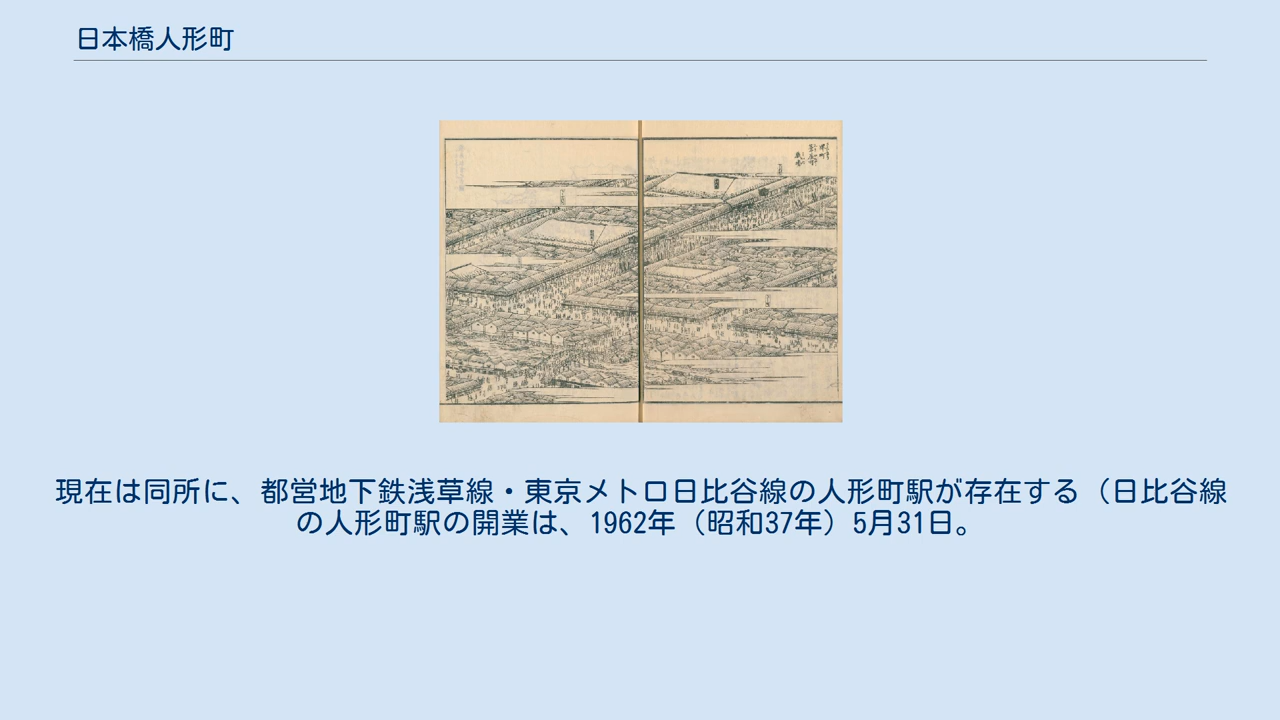 日本橋人形町
現在は同所に、都営地下鉄浅草線・東京メトロ日比谷線の人形町駅が存在する（日比谷線
の人形町駅の開業は、1962年（昭和37年）5月31日。